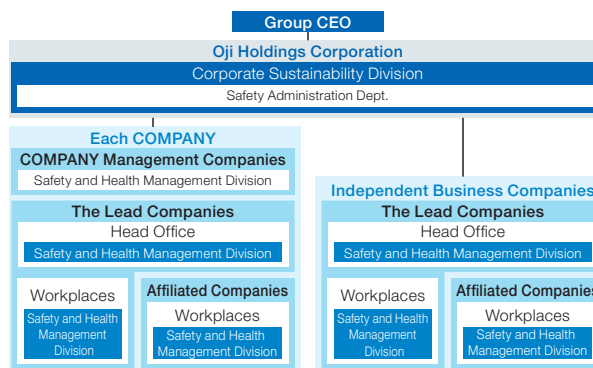 Group CEO
Oji Holdings Corporation
Corporate Sustainability Division
Safety Administration Dept.
Each COMPANY
COMPANY Management Companies
Safety and Health Management Division
The Lead Companies
Head Office
Safety and Health Management Division
Workplaces
Safety and Health
Management
Division
Affiliated Companies
Workplaces
Safety and Health
Management Division
Independent Business Companies
The Lead Companies
Head Office
Safety and Health Management Division
Workplaces
Safety and Health
Management
Division
Affiliated Companies
Workplaces
Safety and Health
Management Division